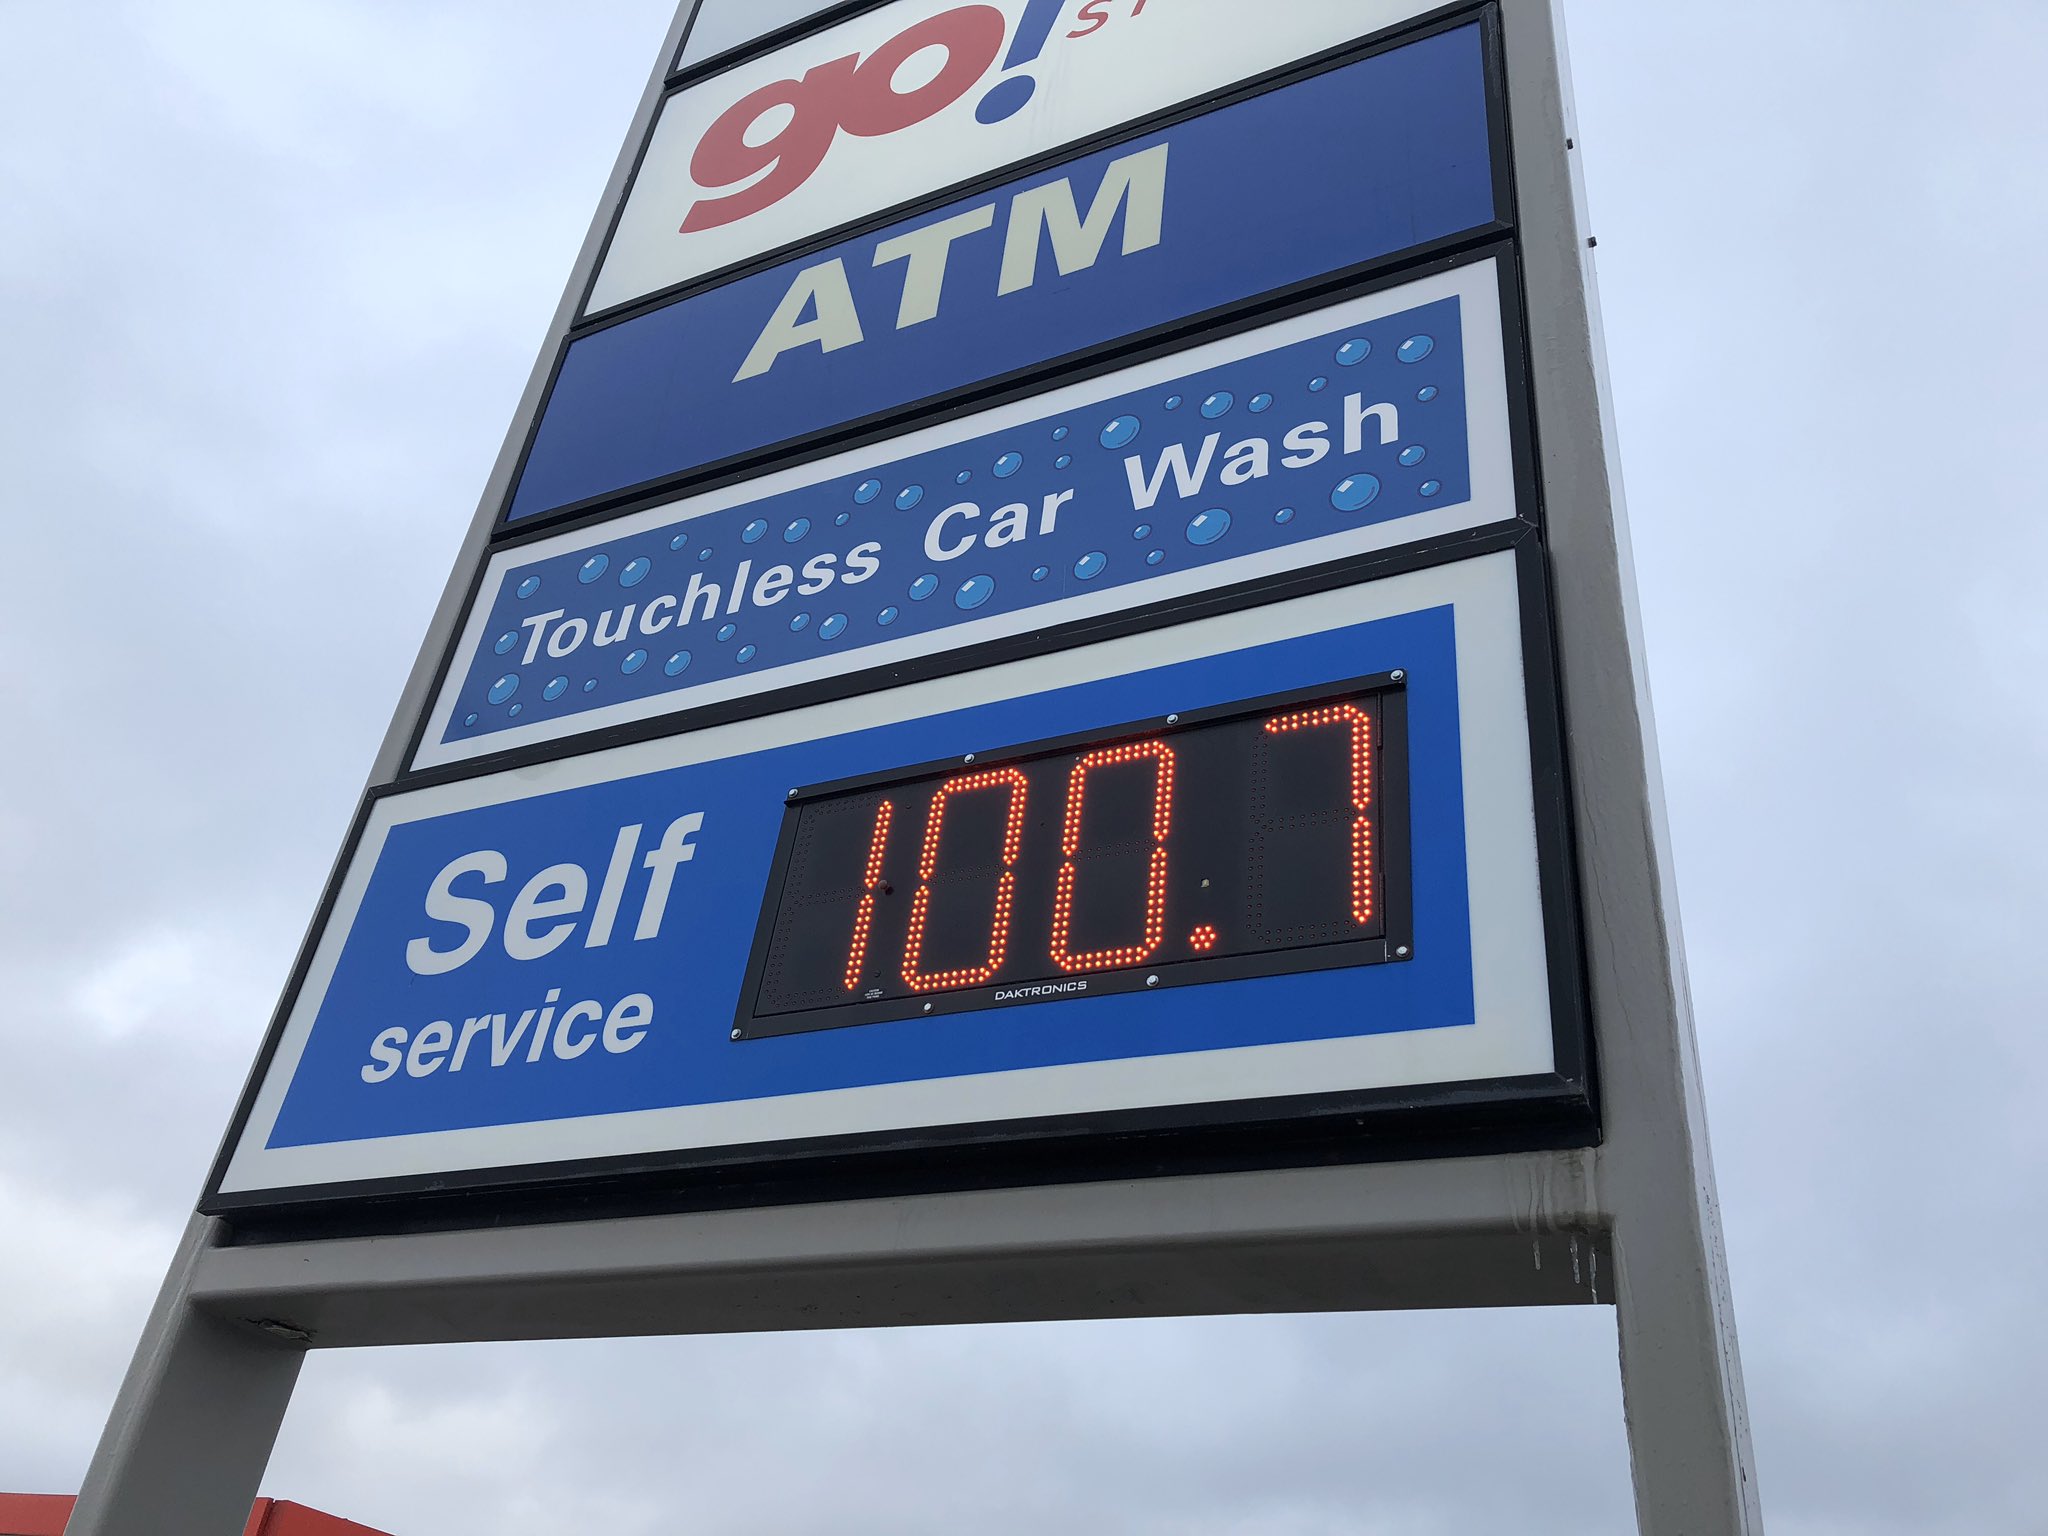 go!
ATM
Touchless Car Wash
Self
service
100.7
DAKTRONICS